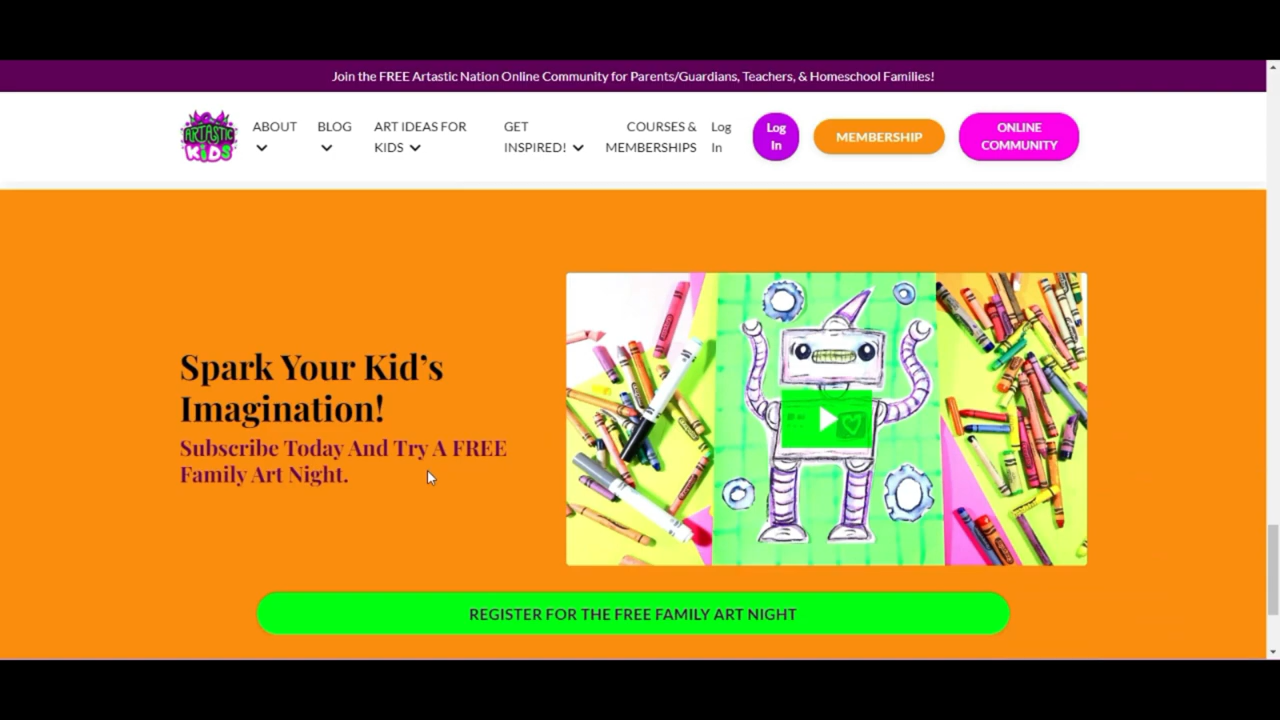 Join the FREE Artastic Nation Online Community for Parents/Guardians, Teachers, & Homeschool Families!
ARTASTIC
KiDS
ABOUT
BLOG
ART IDEAS FOR
KIDS
GET
INSPIRED!
COURSES &
MEMBERSHIPS
Log
In
Log
In
MEMBERSHIP
ONLINE
COMMUNITY
Spark Your Kid’s
Imagination!
Subscribe Today And Try A FREE
Family Art Night.
REGISTER FOR THE FREE FAMILY ART NIGHT